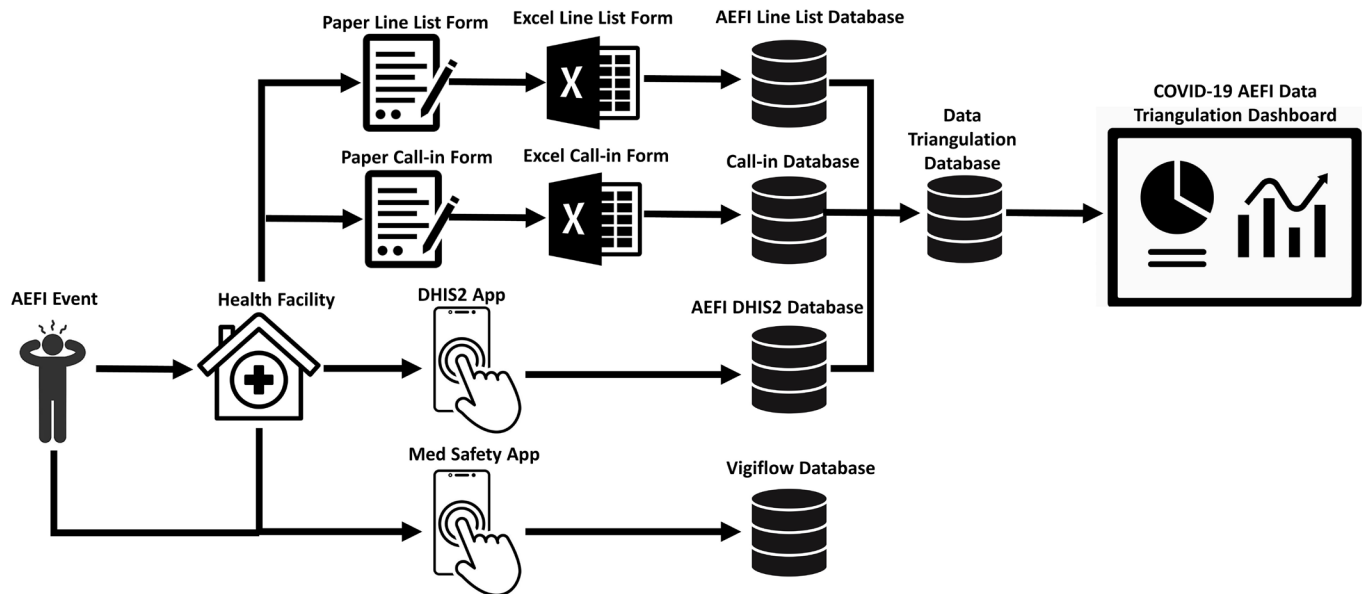 Paper Line List Form
Excel Line List Form
AEFI Line List Database
COVID-19 AEFI Data
Triangulation Dashboard
Data
Triangulation
Database
Paper Call-in Form
Excel Call-in Form
Call-in Database
X
X
AEFI Event
Health Facility
DHIS2 App
AEFI DHIS2 Database
Med Safety App
Vigiflow Database